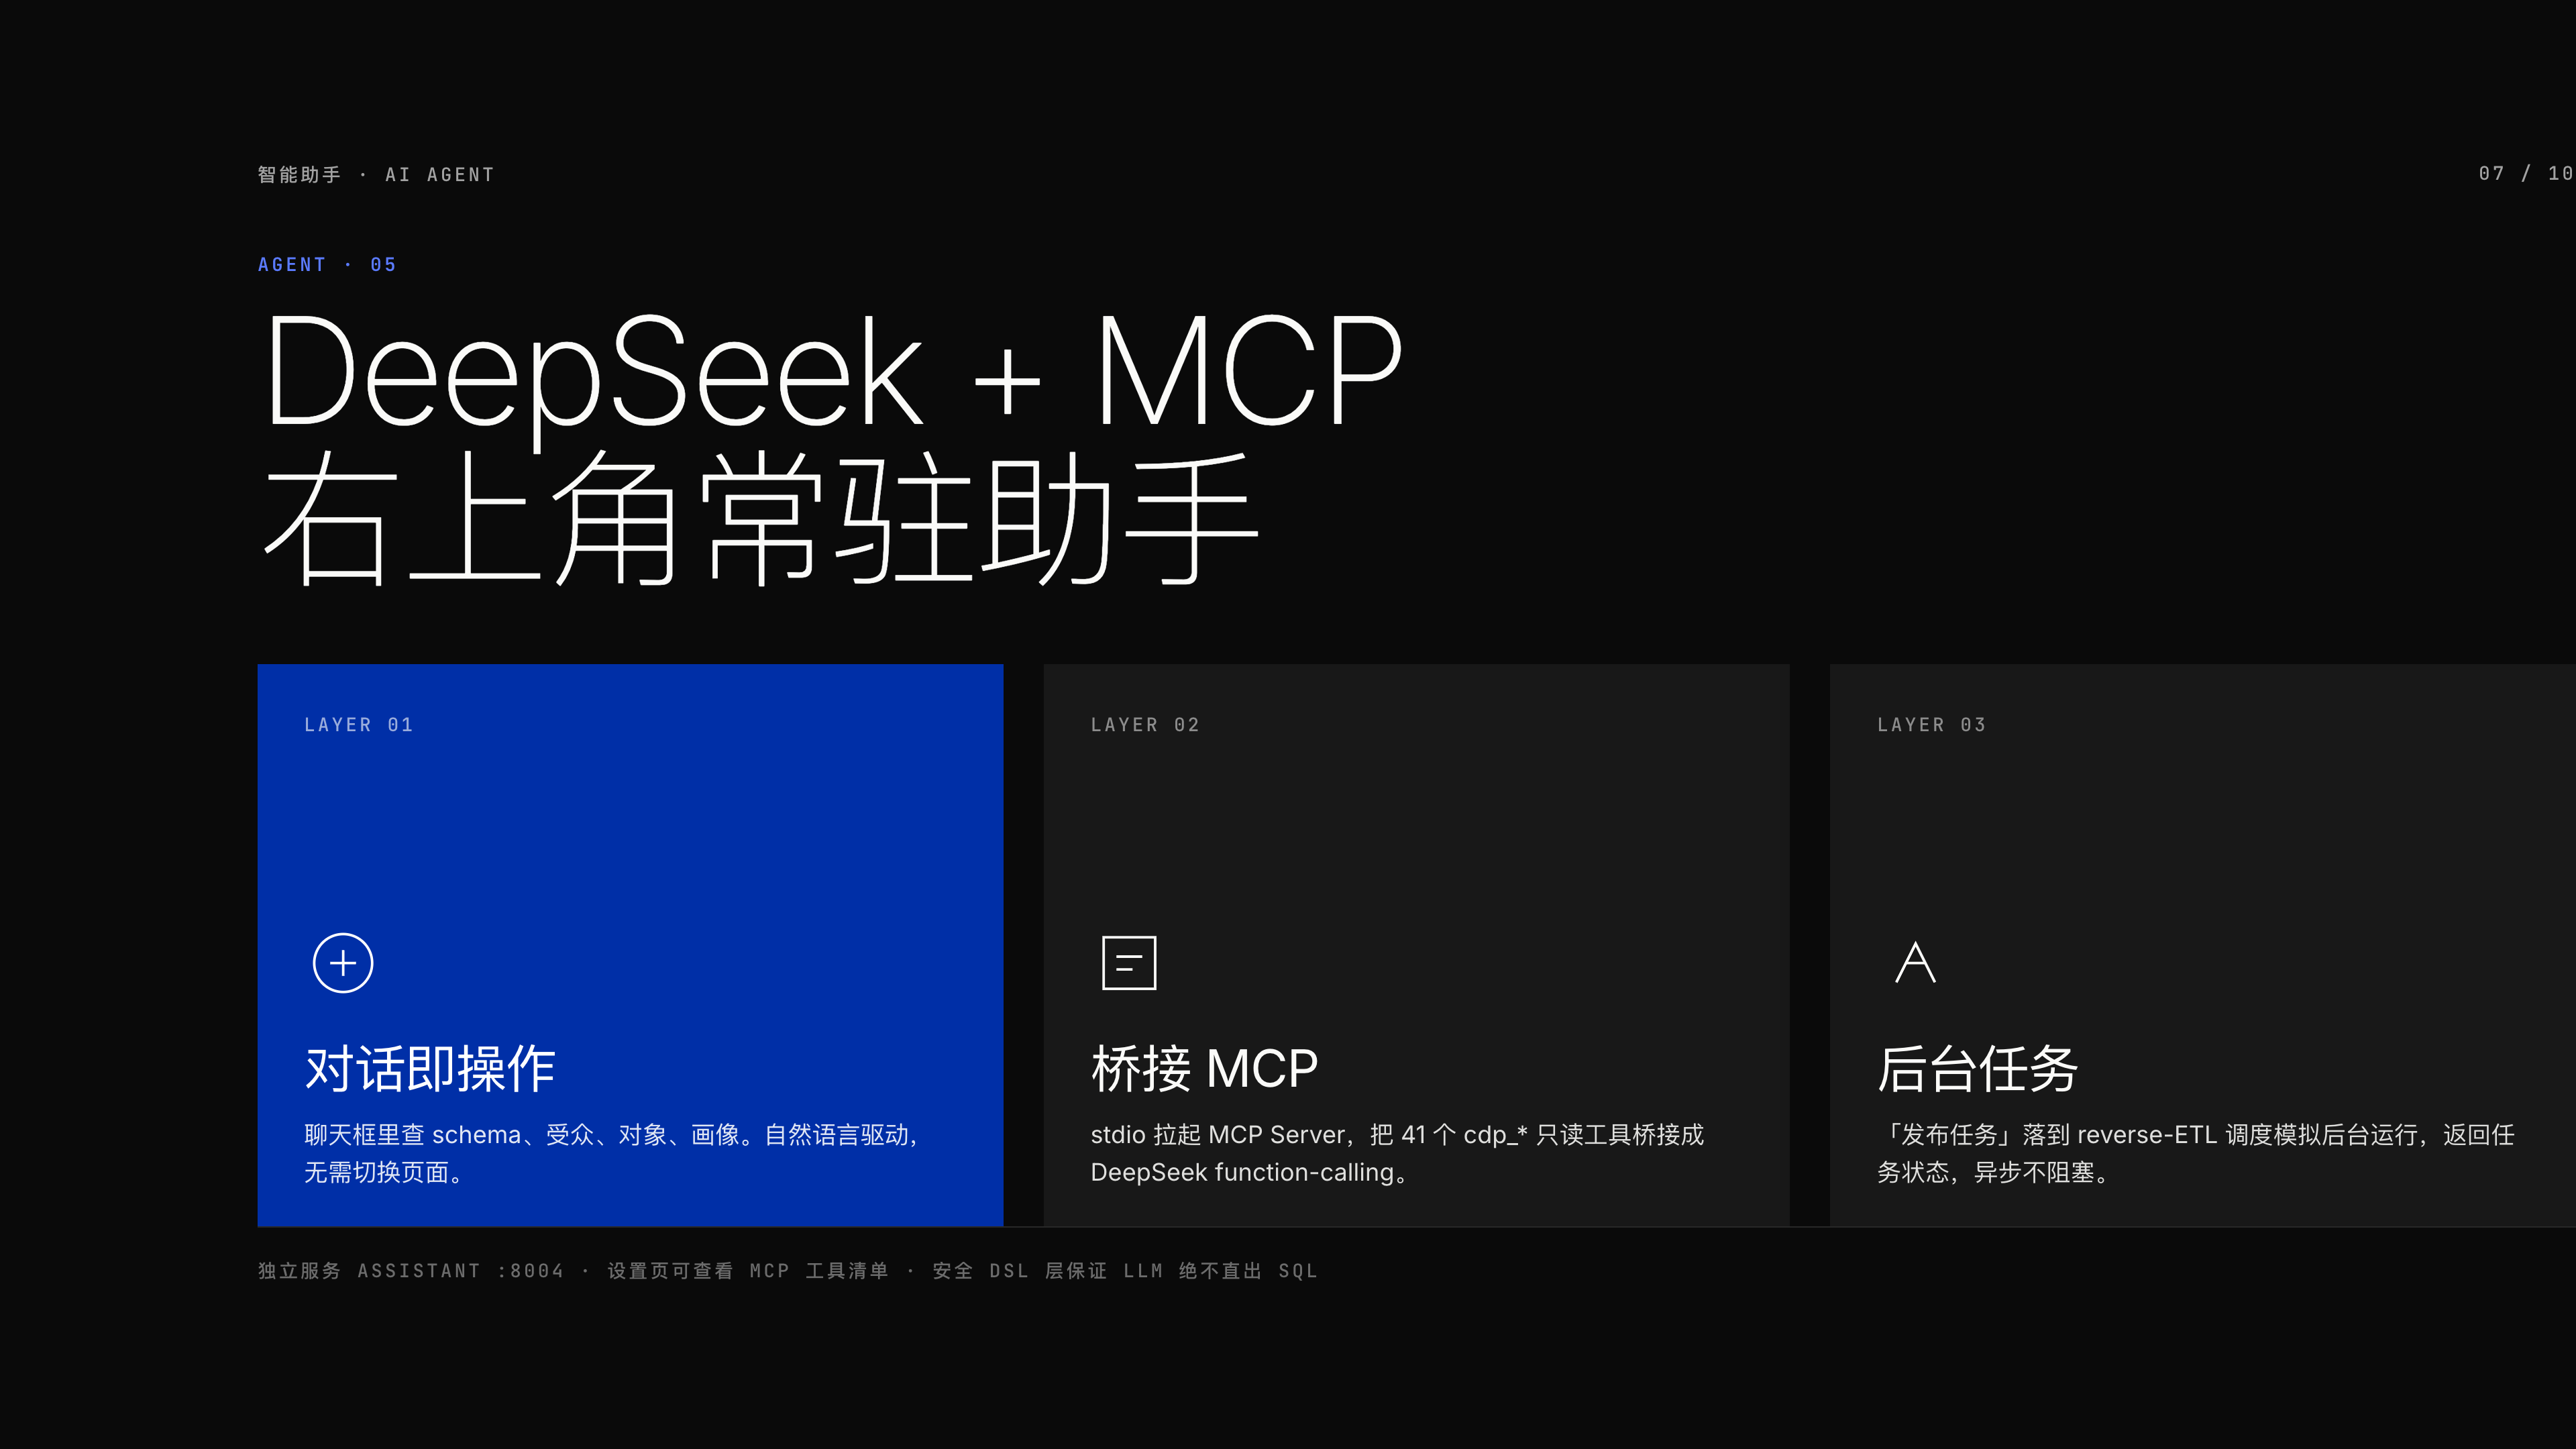 智能助手 · AI AGENT
07 / 10
AGENT · 05
DeepSeek + MCP
右上角常驻助手
LAYER 01
对话即操作
聊天框里查 schema、受众、对象、画像。自然语言驱动，
无需切换页面。
LAYER 02
桥接 MCP
stdio 拉起 MCP Server，把 41 个 cdp_* 只读工具桥接成
DeepSeek function-calling。
LAYER 03
后台任务
「发布任务」落到 reverse-ETL 调度模拟后台运行，返回任
务状态，异步不阻塞。
独立服务 ASSISTANT :8004 · 设置页可查看 MCP 工具清单 · 安全 DSL 层保证 LLM 绝不直出 SQL